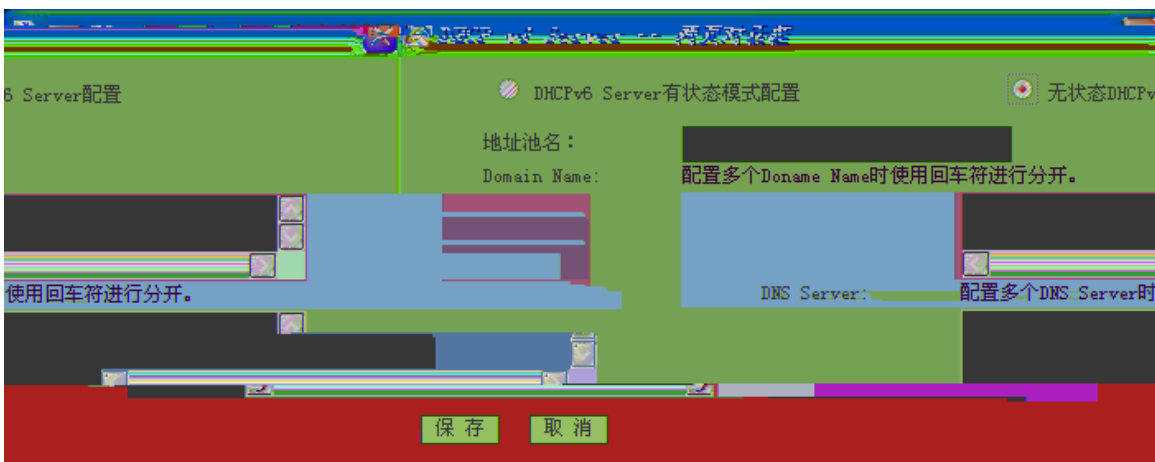 6 Server配置
DHCPv6 Server有状态模式配置
无状态DHCPv
地址池名：
Domain Name:
配置多个Doname Name时使用回车符进行分开。
使用回车符进行分开。
DNS Server:
配置多个DNS Server时
保 存
取 消